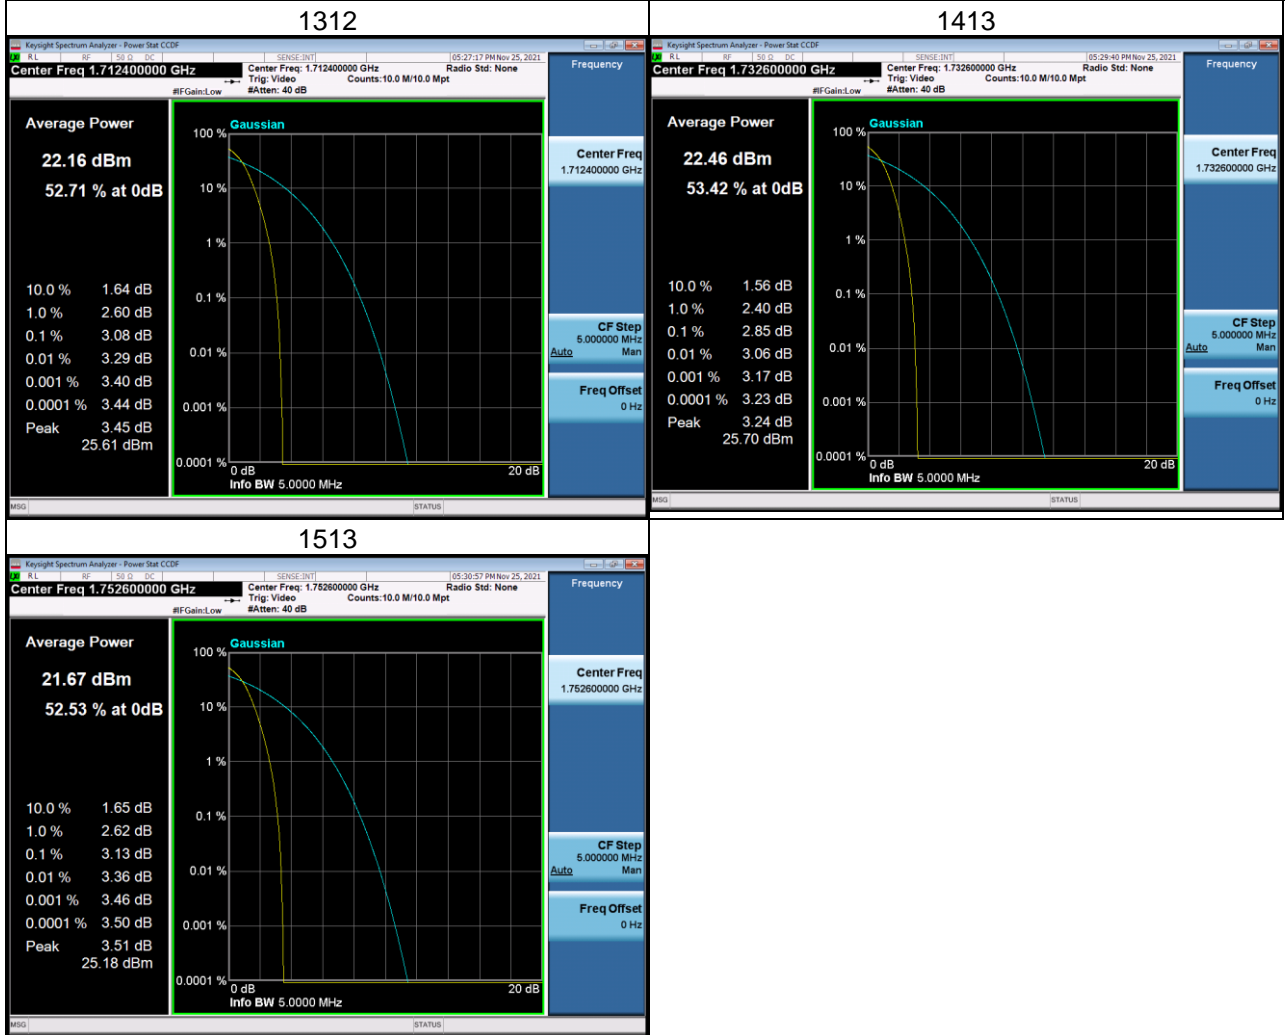 1312
Keysight Spectrum Analyzer - Power Stat CCDF
RL RF 50 Ω DC SENSE:INT 05:27:17 PM Nov 25, 2021
Center Freq 1.712400000 GHz
Center Freq: 1.712400000 GHz Radio Std: None
Trig: Video Counts:10.0 M/10.0 Mpt
#IFGain:Low #Atten: 40 dB
Frequency
Average Power
22.16 dBm
52.71 % at 0dB
10.0 % 1.64 dB
1.0 % 2.60 dB
0.1 % 3.08 dB
0.01 % 3.29 dB
0.001 % 3.40 dB
0.0001 % 3.44 dB
Peak 3.45 dB
25.61 dBm
Gaussian
100 %
10 %
1 %
0.1 %
0.01 %
0.001 %
0.0001 %
0 dB 20 dB
Info BW 5.0000 MHz
Center Freq
1.712400000 GHz
CF Step
5.000000 MHz
Auto Man
Freq Offset
0 Hz
MSG STATUS
1413
Keysight Spectrum Analyzer - Power Stat CCDF
RL RF 50 Ω DC SENSE:INT 05:29:40 PM Nov 25, 2021
Center Freq 1.732600000 GHz
Center Freq: 1.732600000 GHz Radio Std: None
Trig: Video Counts:10.0 M/10.0 Mpt
#IFGain:Low #Atten: 40 dB
Frequency
Average Power
22.46 dBm
53.42 % at 0dB
10.0 % 1.56 dB
1.0 % 2.40 dB
0.1 % 2.85 dB
0.01 % 3.06 dB
0.001 % 3.17 dB
0.0001 % 3.23 dB
Peak 3.24 dB
25.70 dBm
Gaussian
100 %
10 %
1 %
0.1 %
0.01 %
0.001 %
0.0001 %
0 dB 20 dB
Info BW 5.0000 MHz
Center Freq
1.732600000 GHz
CF Step
5.000000 MHz
Auto Man
Freq Offset
0 Hz
MSG STATUS
1513
Keysight Spectrum Analyzer - Power Stat CCDF
RL RF 50 Ω DC SENSE:INT 05:30:57 PM Nov 25, 2021
Center Freq 1.752600000 GHz
Center Freq: 1.752600000 GHz Radio Std: None
Trig: Video Counts:10.0 M/10.0 Mpt
#IFGain:Low #Atten: 40 dB
Frequency
Average Power
21.67 dBm
52.53 % at 0dB
10.0 % 1.65 dB
1.0 % 2.62 dB
0.1 % 3.13 dB
0.01 % 3.36 dB
0.001 % 3.46 dB
0.0001 % 3.50 dB
Peak 3.51 dB
25.18 dBm
Gaussian
100 %
10 %
1 %
0.1 %
0.01 %
0.001 %
0.0001 %
0 dB 20 dB
Info BW 5.0000 MHz
Center Freq
1.752600000 GHz
CF Step
5.000000 MHz
Auto Man
Freq Offset
0 Hz
MSG STATUS